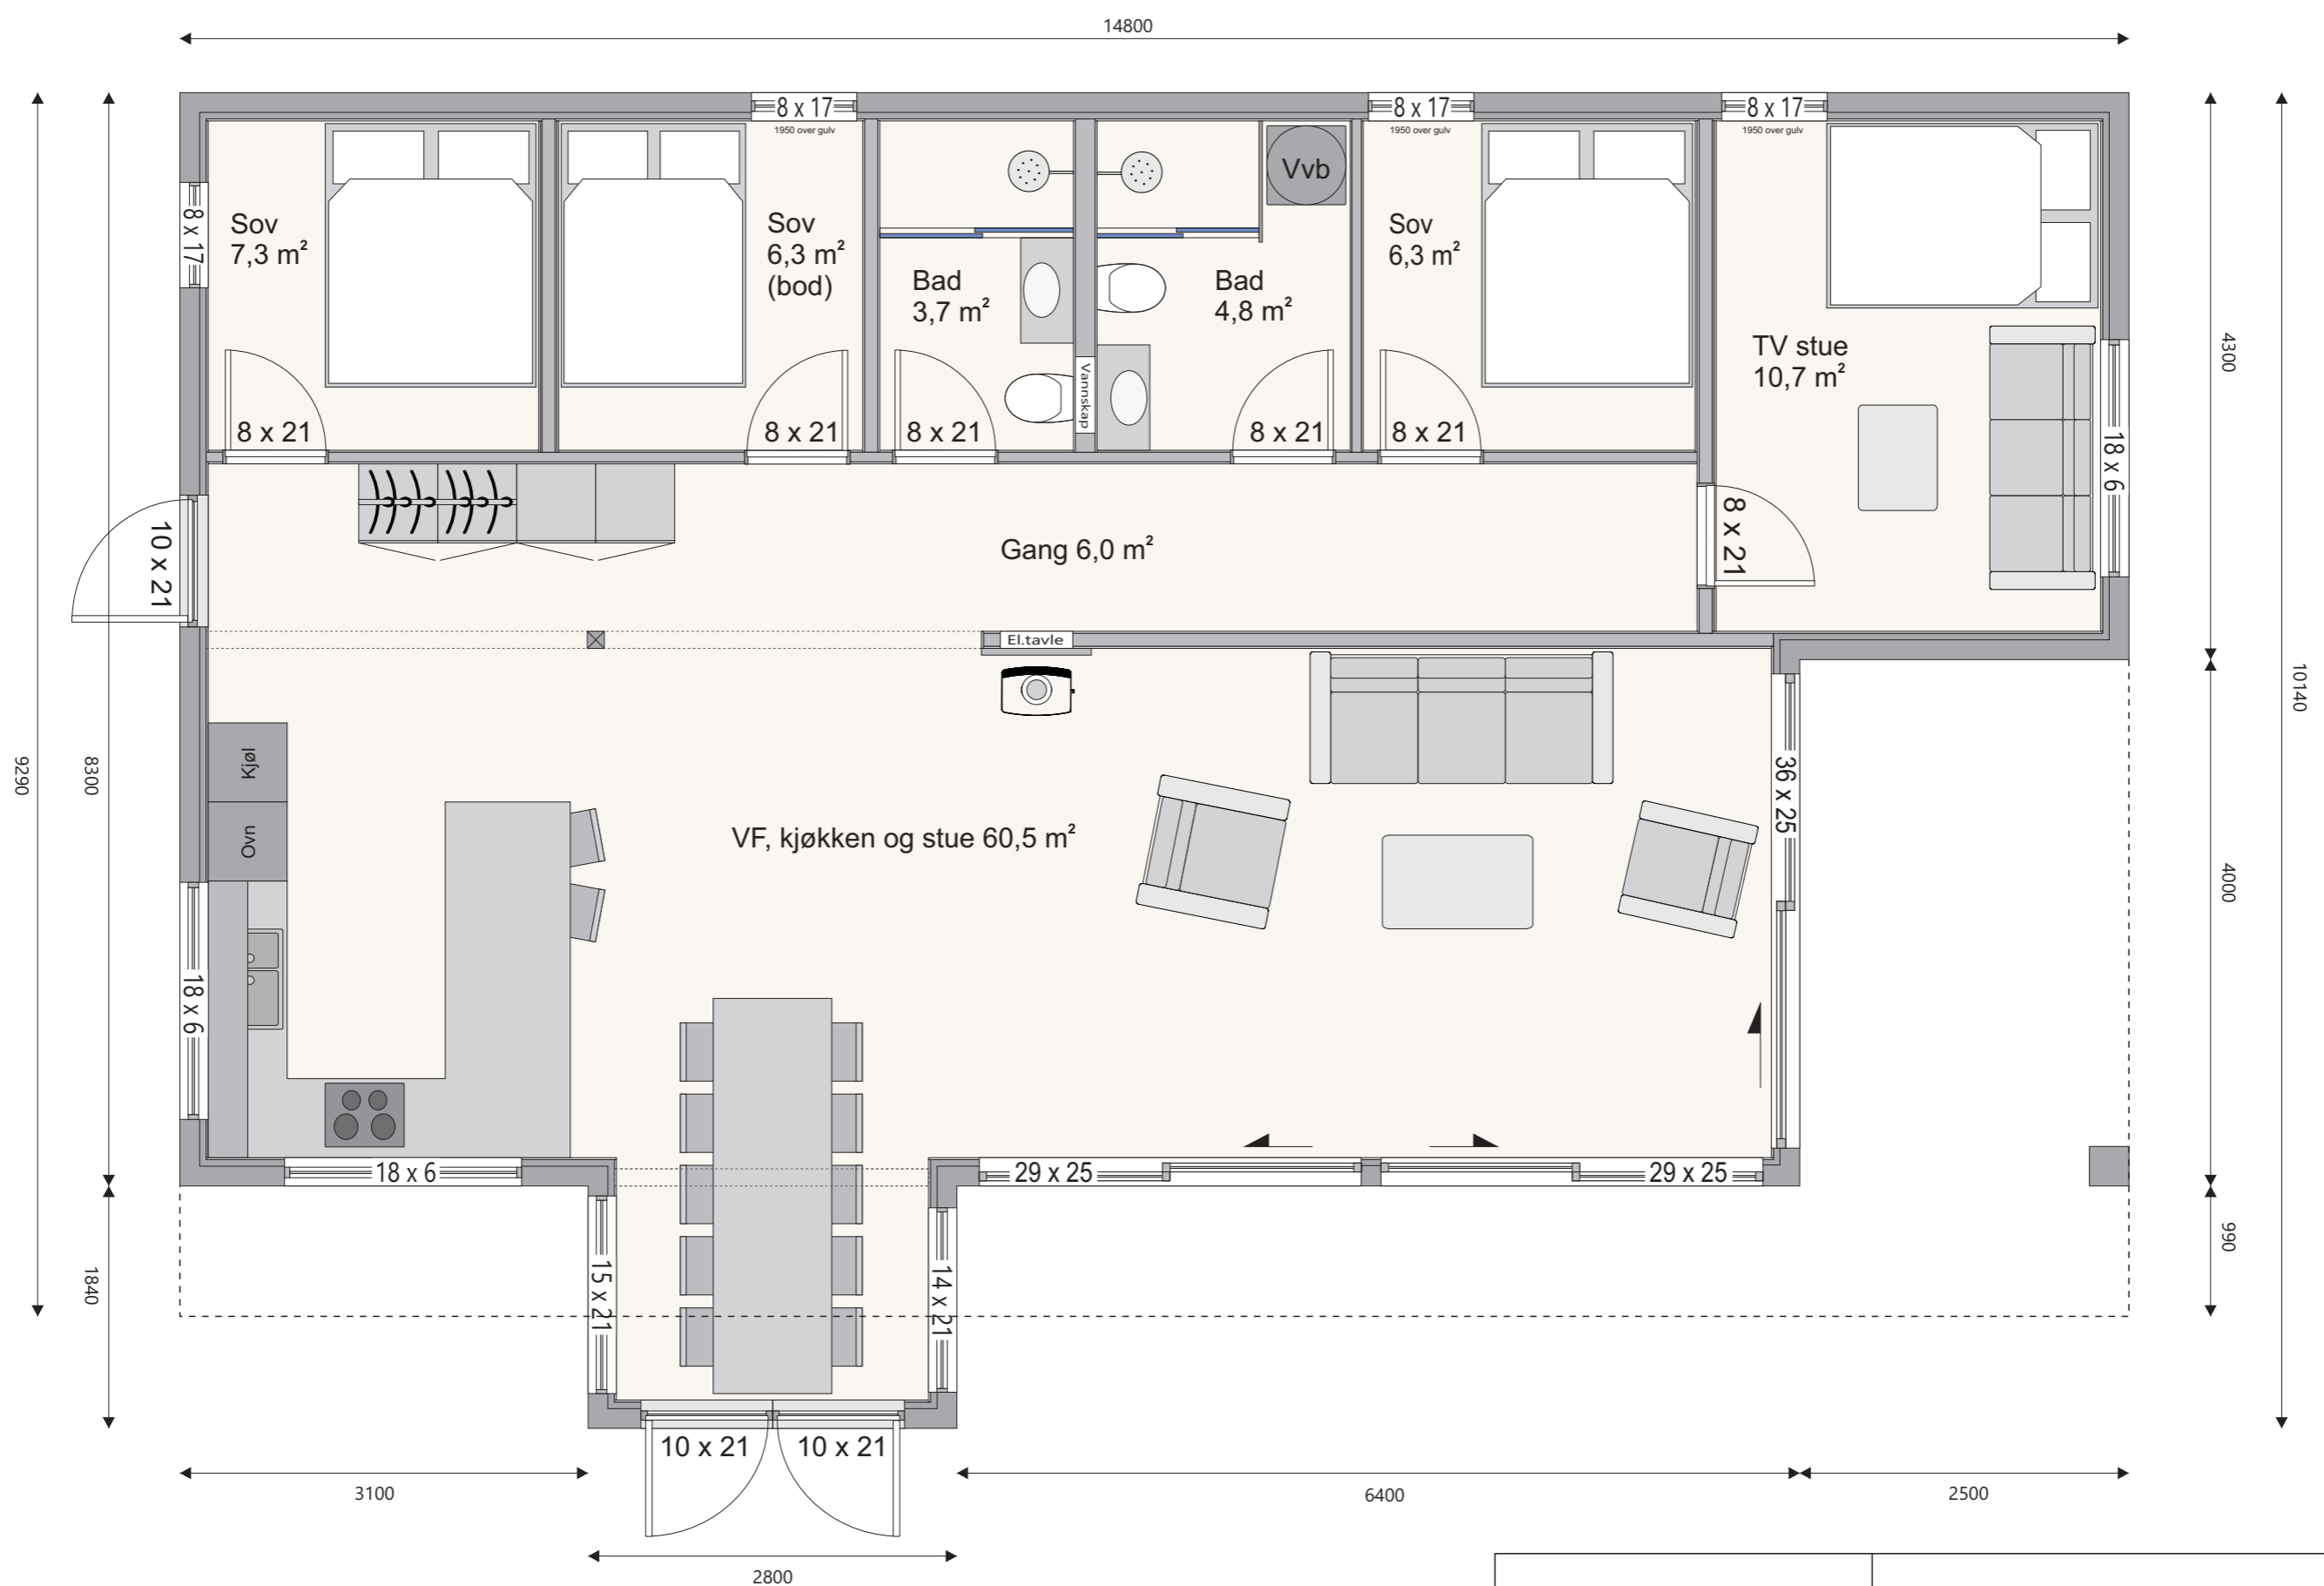 14800
8 x 17
8 x 17
8 x 17
1950 over gulv
1950 over gulv
1950 over gulv
Vvb
8 x 17
Sov
7,3 m²
Sov
6,3 m²
(bod)
Bad
3,7 m²
Bad
4,8 m²
Sov
6,3 m²
TV stue
10,7 m²
4300
Vannskap
8 x 21
8 x 21
8 x 21
8 x 21
8 x 21
18 x 6
10 x 21
8 x 21
Gang 6,0 m²
El.tavle
10140
9290
8300
Kjøl
Ovn
VF, kjøkken og stue 60,5 m²
36 x 25
4000
18 x 6
18 x 6
29 x 25
29 x 25
990
1840
15 x 21
14 x 21
10 x 21
10 x 21
3100
6400
2500
2800